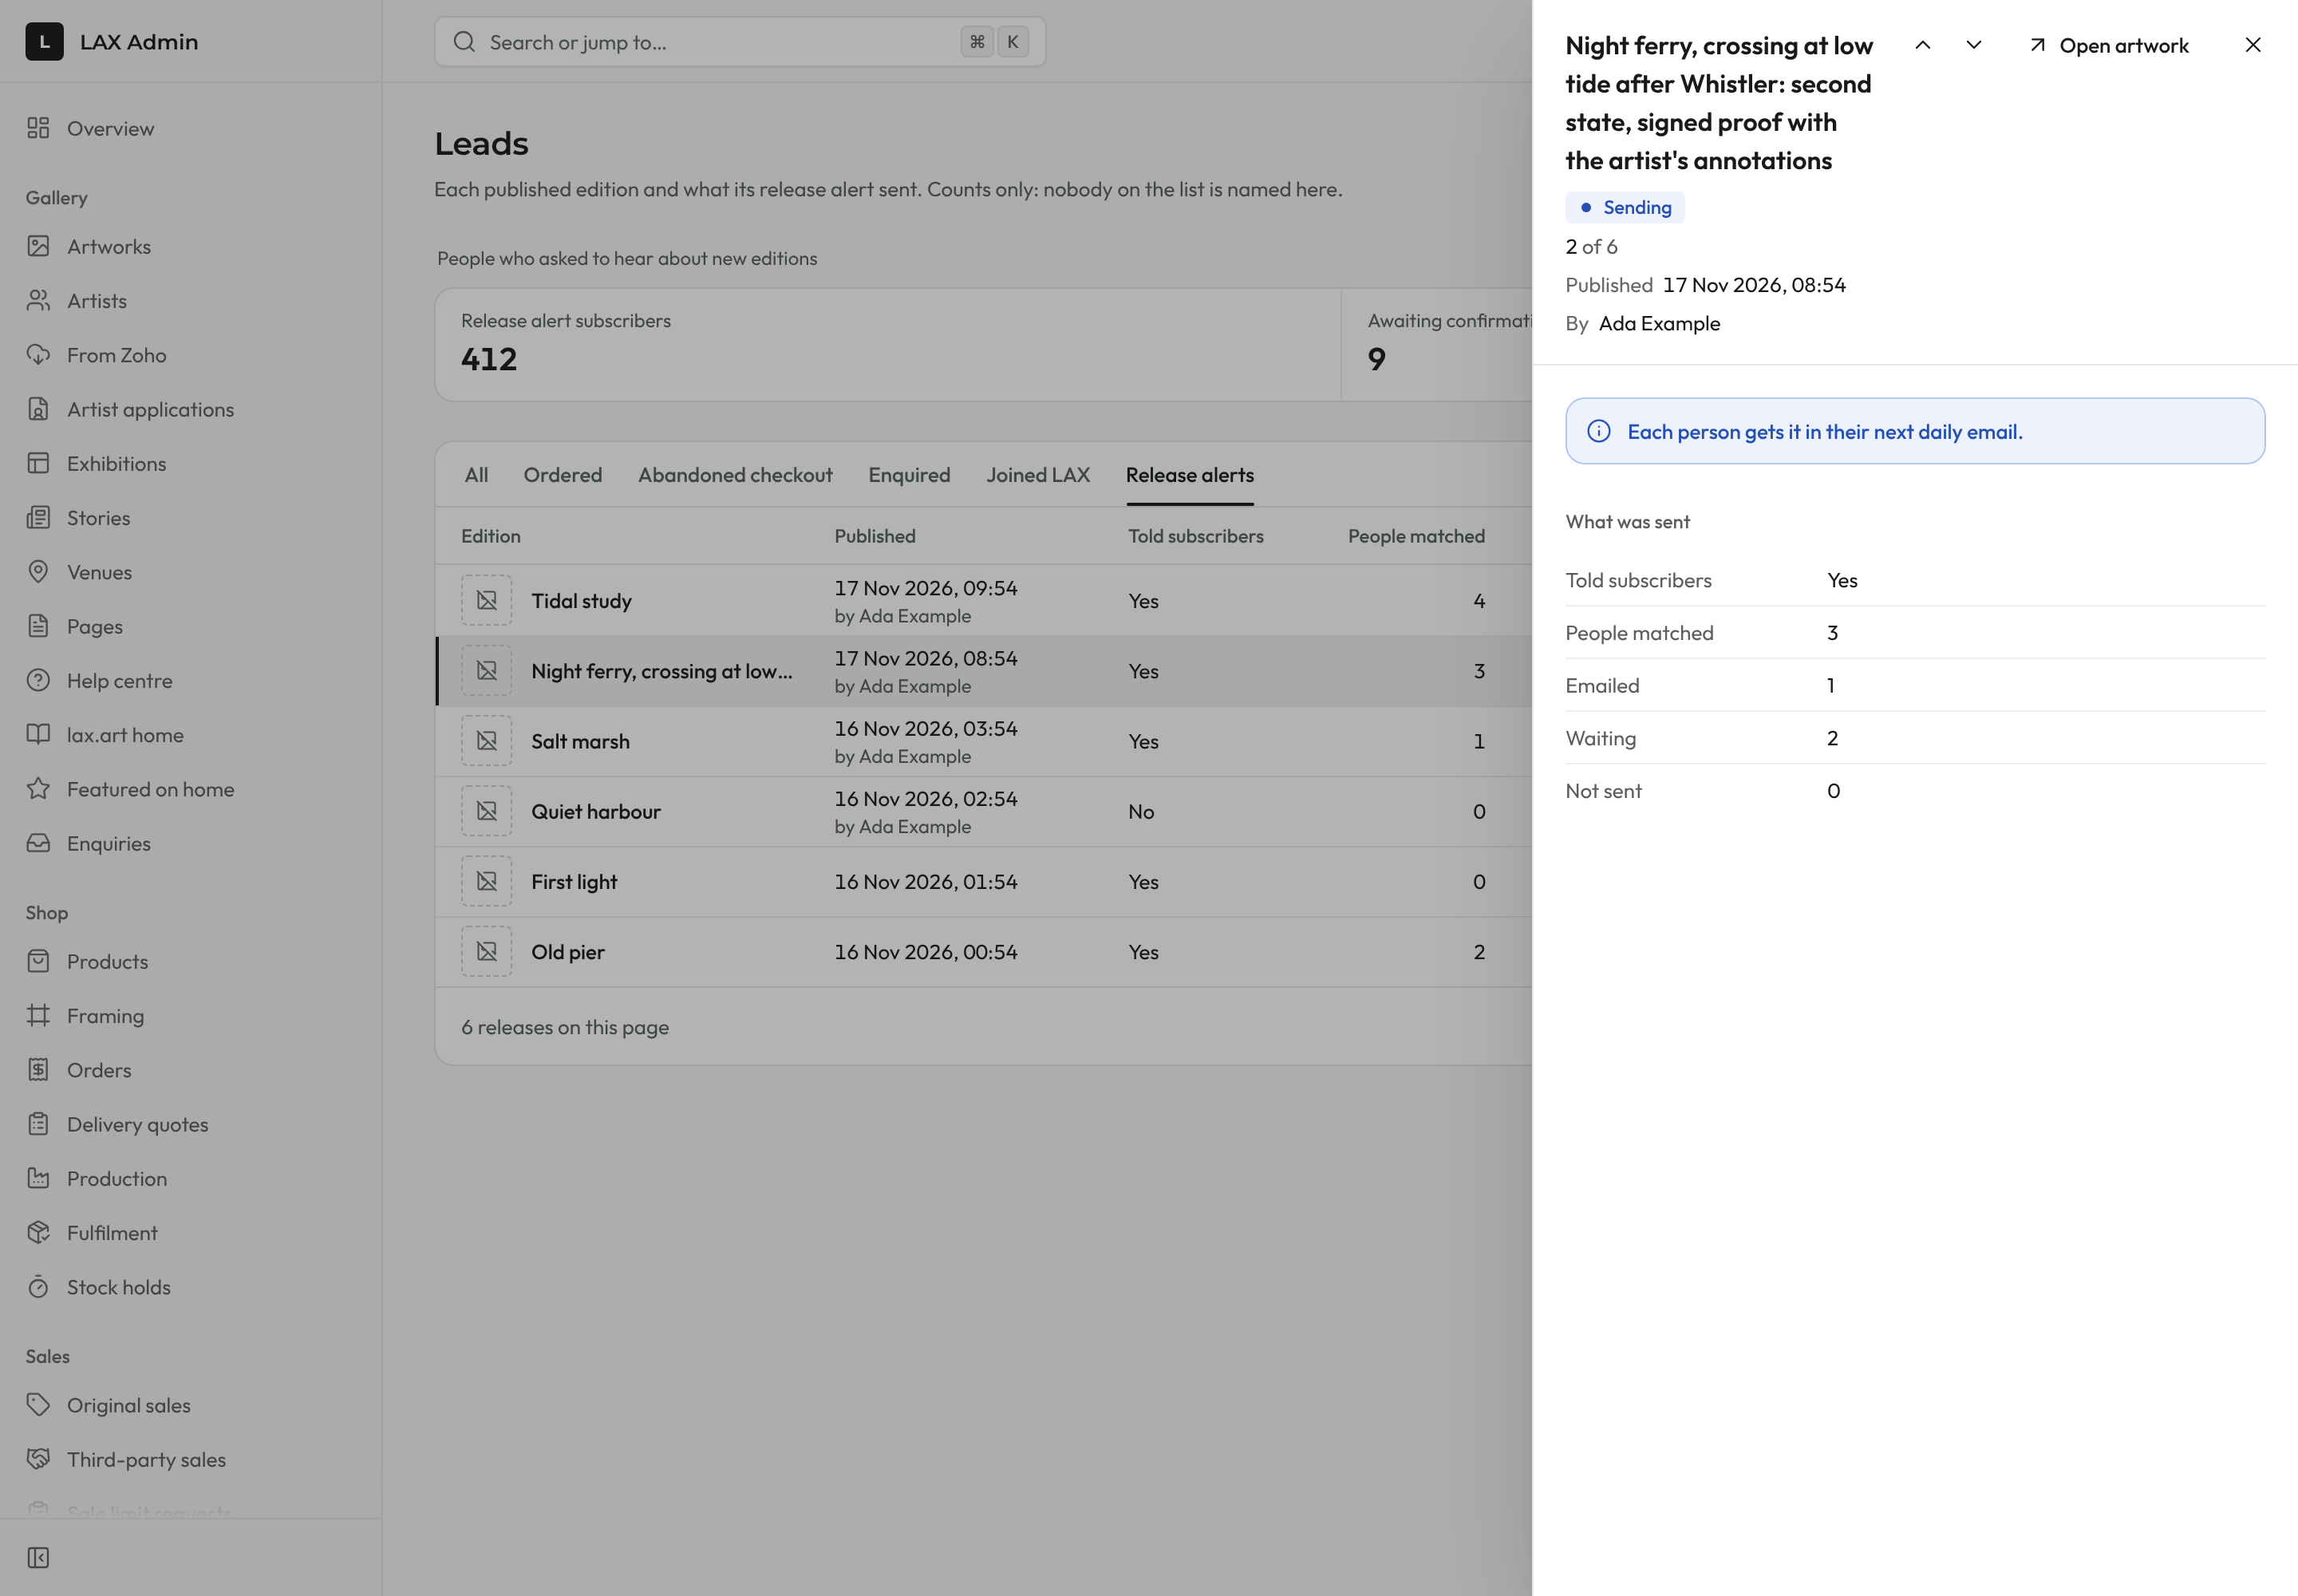 L LAX Admin
Search or jump to... ⌘ K
Overview
Gallery
Artworks
Artists
From Zoho
Artist applications
Exhibitions
Stories
Venues
Pages
Help centre
lax.art home
Featured on home
Enquiries
Shop
Products
Framing
Orders
Delivery quotes
Production
Fulfilment
Stock holds
Sales
Original sales
Third-party sales
Sale limit requests
Leads
Each published edition and what its release alert sent. Counts only: nobody on the list is named here.
People who asked to hear about new editions
Release alert subscribers
412
Awaiting confirmati
9
All Ordered Abandoned checkout Enquired Joined LAX Release alerts
Edition Published Told subscribers People matched
Tidal study 17 Nov 2026, 09:54 by Ada Example Yes 4
Night ferry, crossing at low... 17 Nov 2026, 08:54 by Ada Example Yes 3
Salt marsh 16 Nov 2026, 03:54 by Ada Example Yes 1
Quiet harbour 16 Nov 2026, 02:54 by Ada Example No 0
First light 16 Nov 2026, 01:54 Yes 0
Old pier 16 Nov 2026, 00:54 Yes 2
6 releases on this page
Night ferry, crossing at low
tide after Whistler: second
state, signed proof with
the artist's annotations
Open artwork
Sending
2 of 6
Published 17 Nov 2026, 08:54
By Ada Example
Each person gets it in their next daily email.
What was sent
Told subscribers Yes
People matched 3
Emailed 1
Waiting 2
Not sent 0